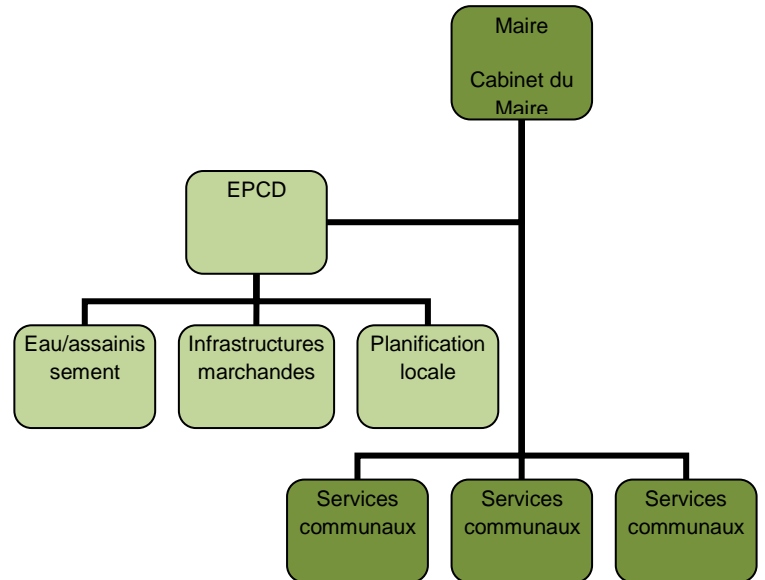 Maire
Cabinet du
Maire
EPCD
Eau/assainis
sement
Infrastructures
marchandes
Planification
locale
Services
communaux
Services
communaux
Services
communaux